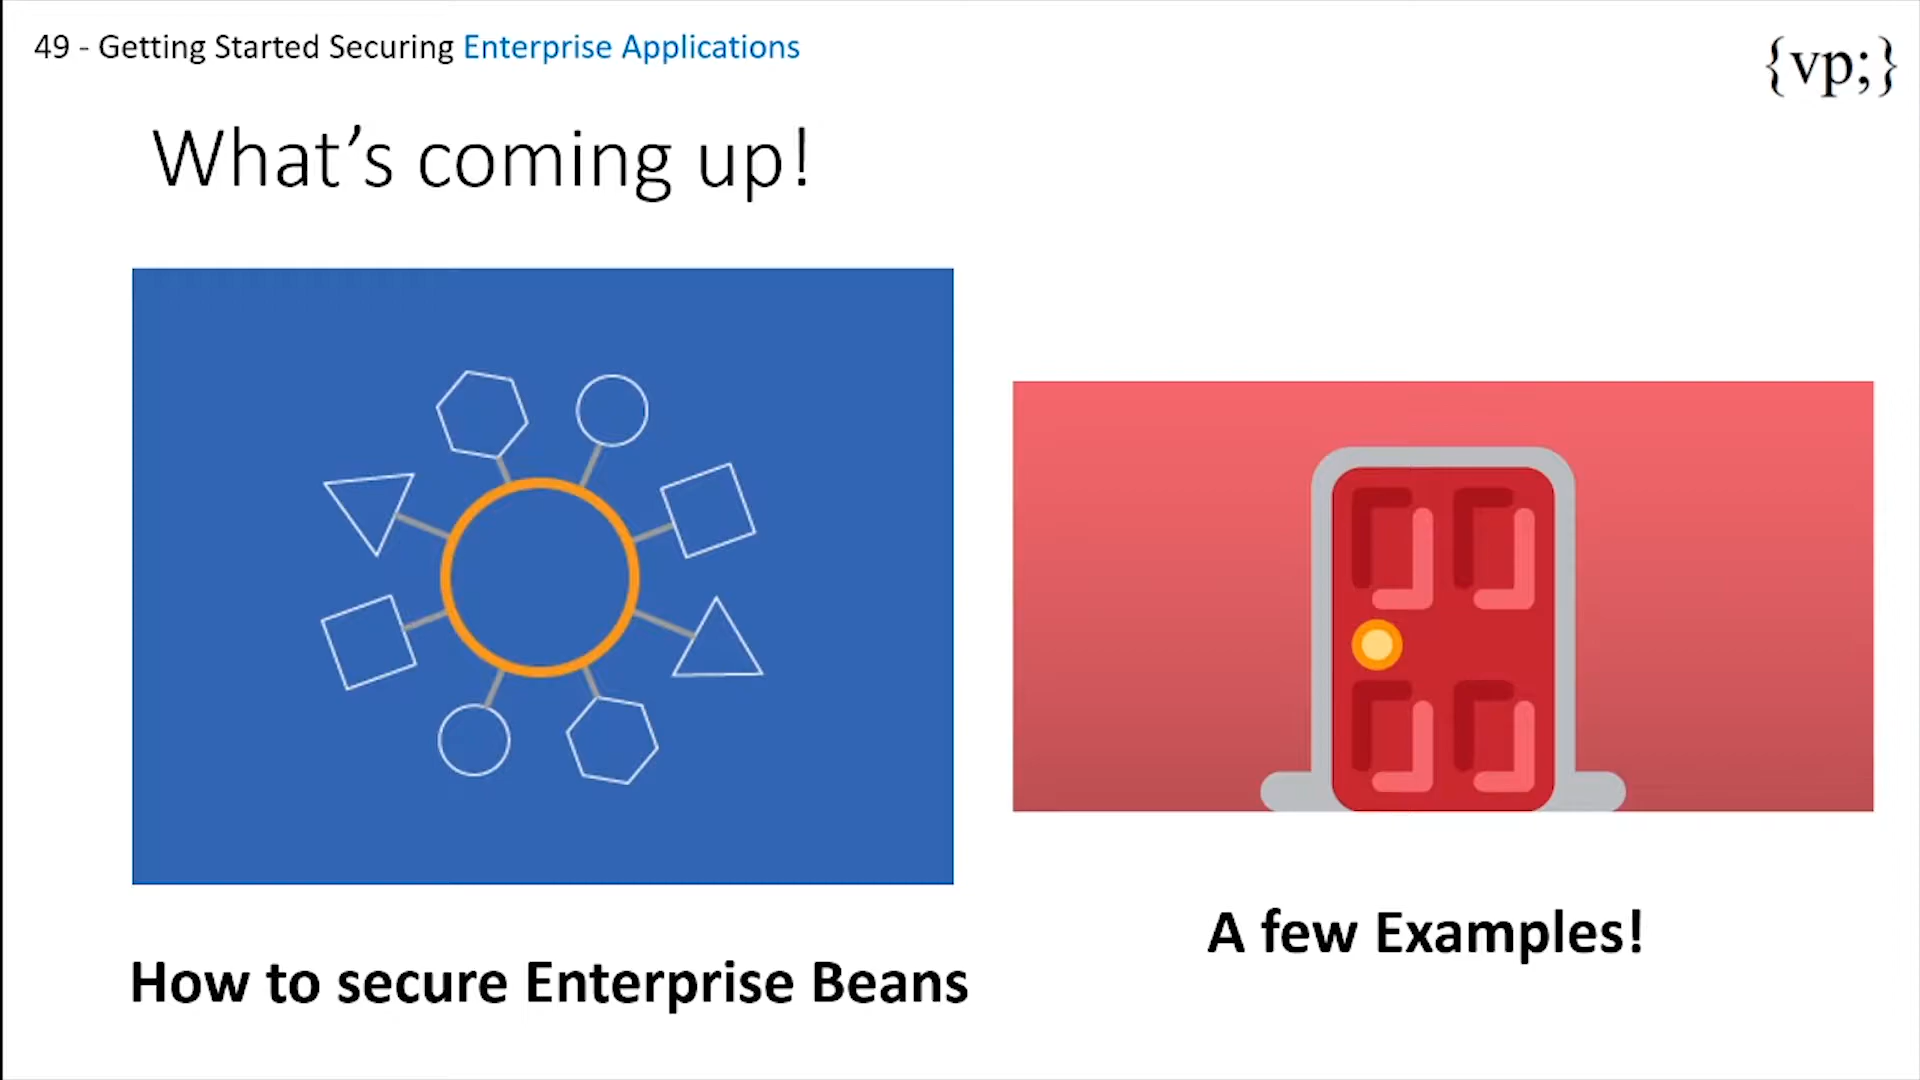 49 - Getting Started Securing Enterprise Applications
{vp;}
What’s coming up!
A few Examples!
How to secure Enterprise Beans